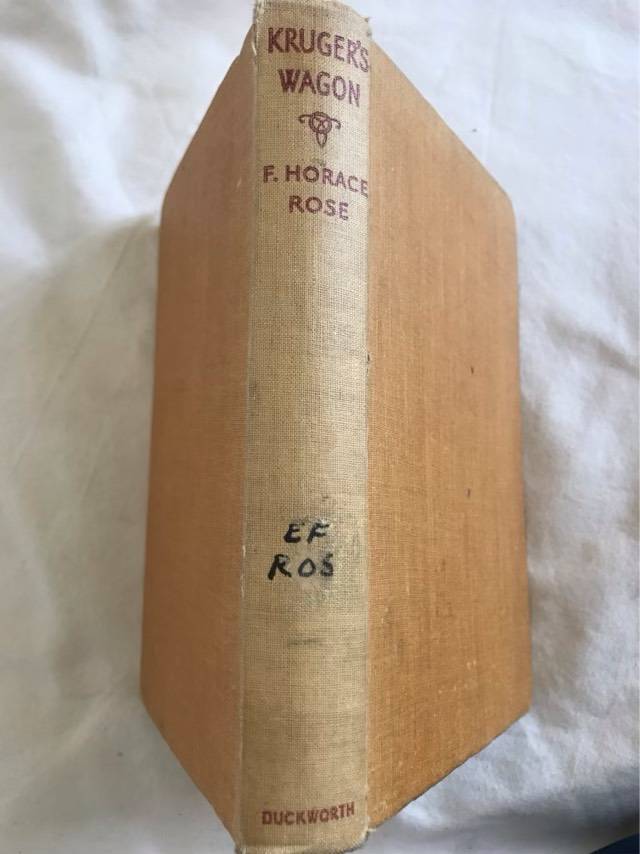 KRUGER'S
WAGON
F. HORACE
ROSE
EF
ROS
DUCKWORTH